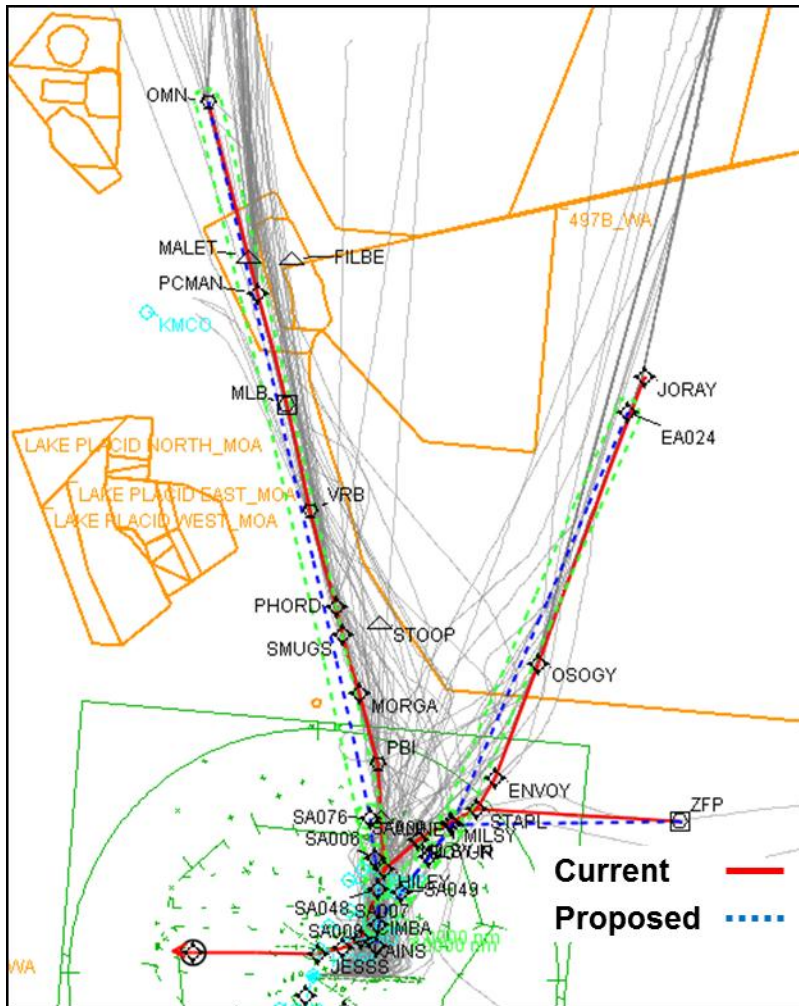 OMN
497B_WA
MALET
FILBE
PCMAN
KMCO
JORAY
MLB
EA024
LAKE PLACID NORTH_MOA
LAKE PLACID EAST_MOA
VRB
LAKE PLACID WEST_MOA
PHORD
STOOP
SMUGS
OSOGY
MORGA
PBI
ENVOY
ZFP
SA076
STAPL
MILSY
SA006
Current
HILEY
SA049
SA048
SA007
Proposed
CIMBA
SA008
AINS
WA
JESSS